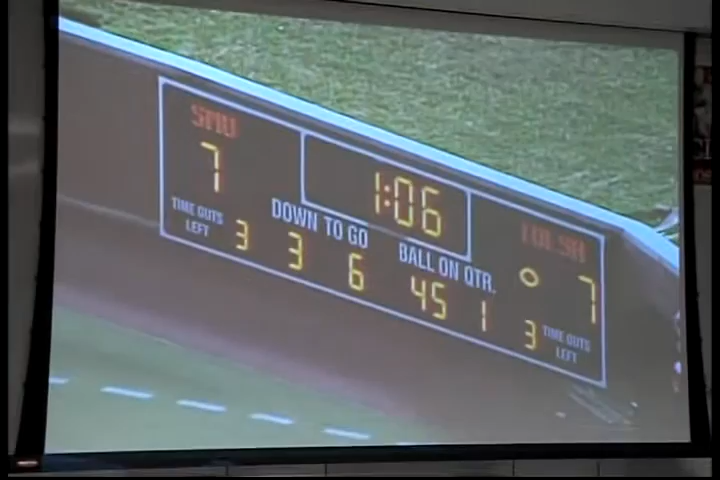 SMU
7
1:06
TULSA
7
TIME OUTS
LEFT
3
DOWN TO GO
3 6
BALL ON QTR.
45 1
3
TIME OUTS
LEFT